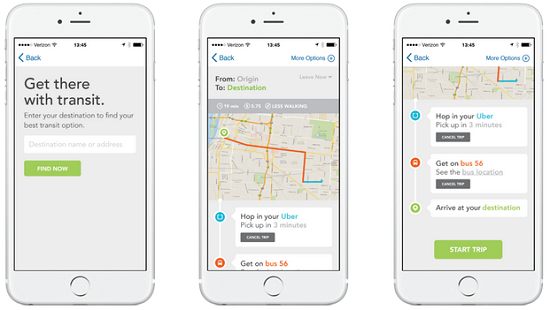 Verizon 13:45
Back
Get there
with transit.
Enter your destination to find your
best transit option.
Destination name or address
FIND NOW
Verizon 13:45
Back More Options
From: Origin Leave Now
To: Destination
19 min 5.75 LESS WALKING
Hop in your Uber
Pick up in 3 minutes
CANCEL TRIP
Get on bus 56
Verizon 13:45
Back More Options
Hop in your Uber
Pick up in 3 minutes
CANCEL TRIP
Get on bus 56
See the bus location
CANCEL TRIP
Arrive at your destination
START TRIP